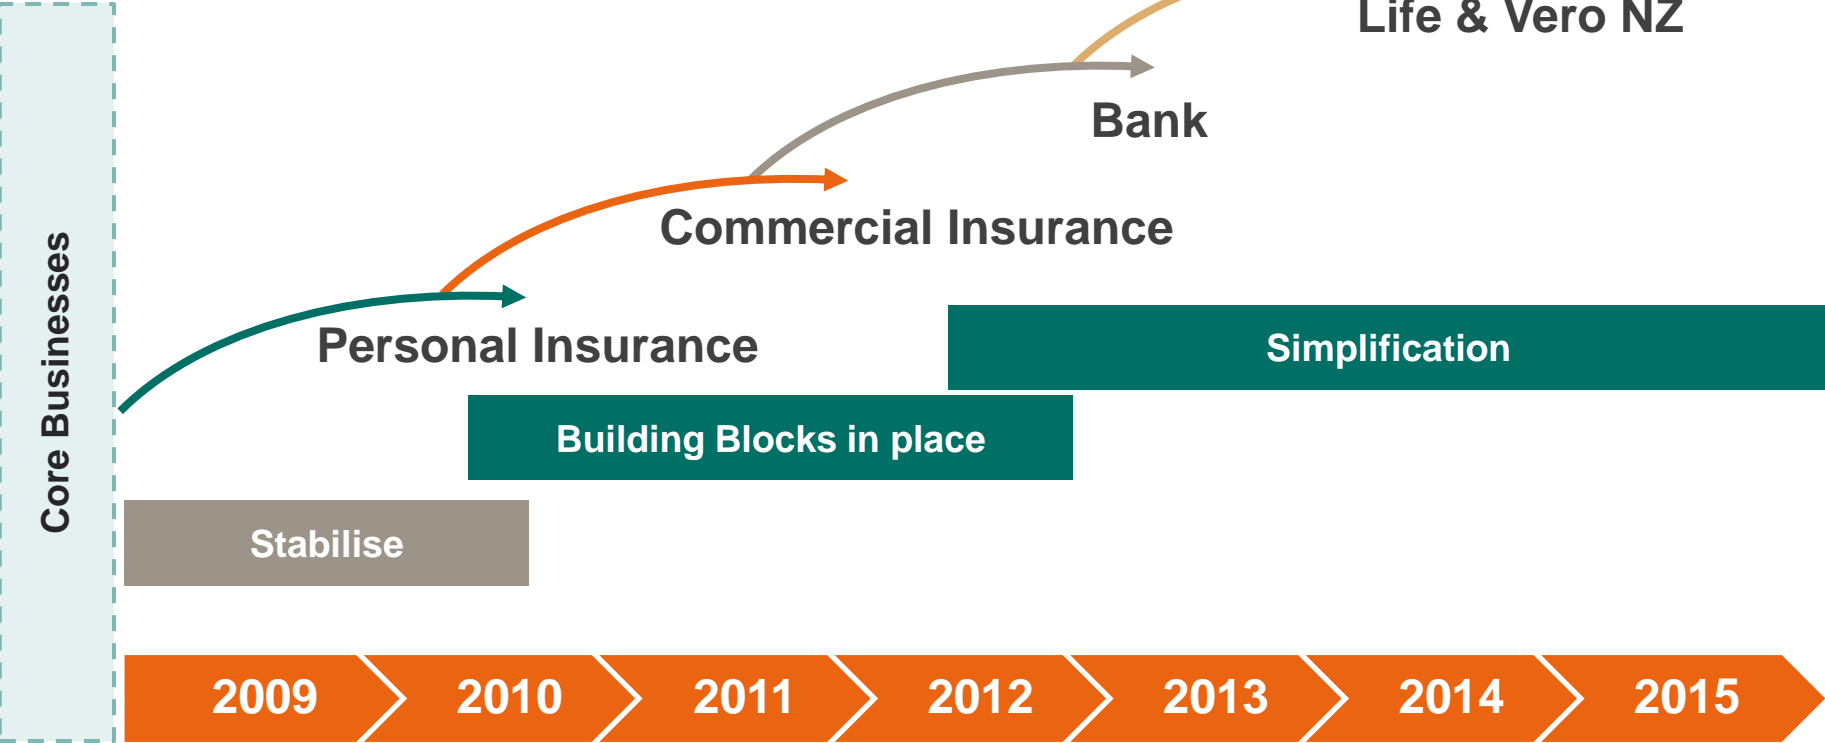 Life & Vero NZ
Bank
Commercial Insurance
Personal Insurance
Core Businesses
Simplification
Building Blocks in place
Stabilise
2009
2010
2011
2012
2013
2014
2015